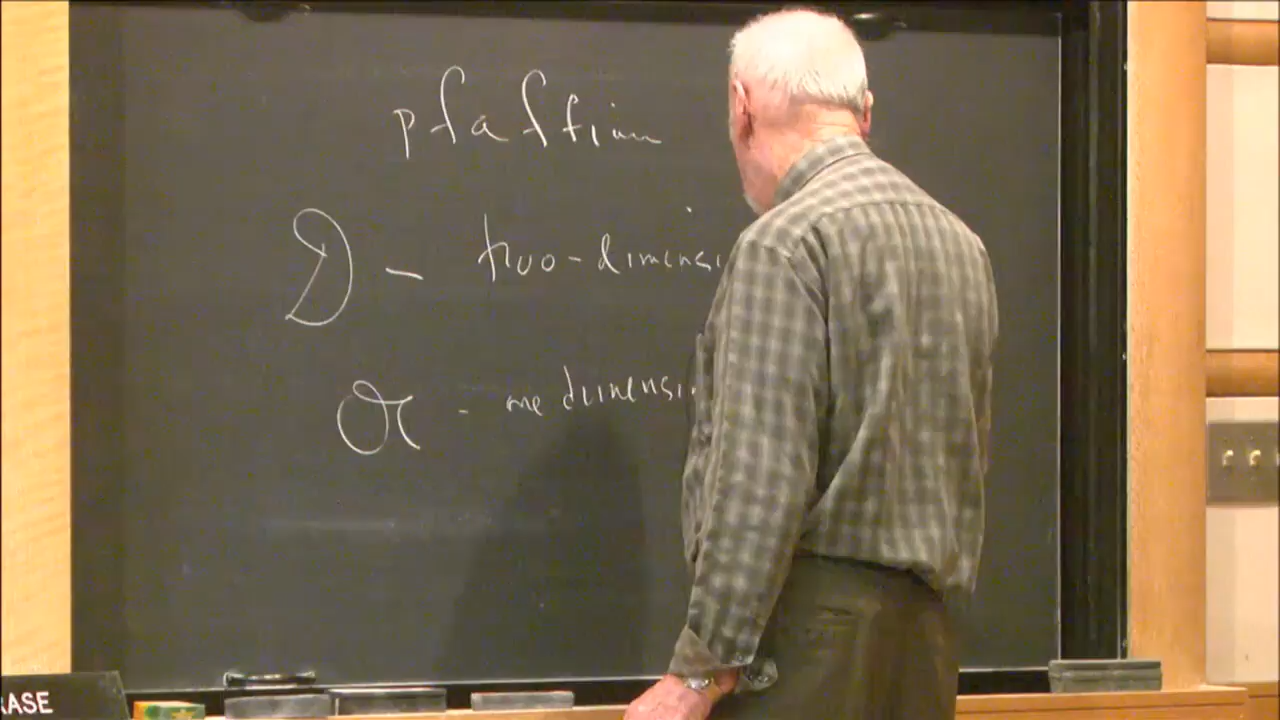 pfaffian
D - two-dimensi
σ - one dimensi
RASE